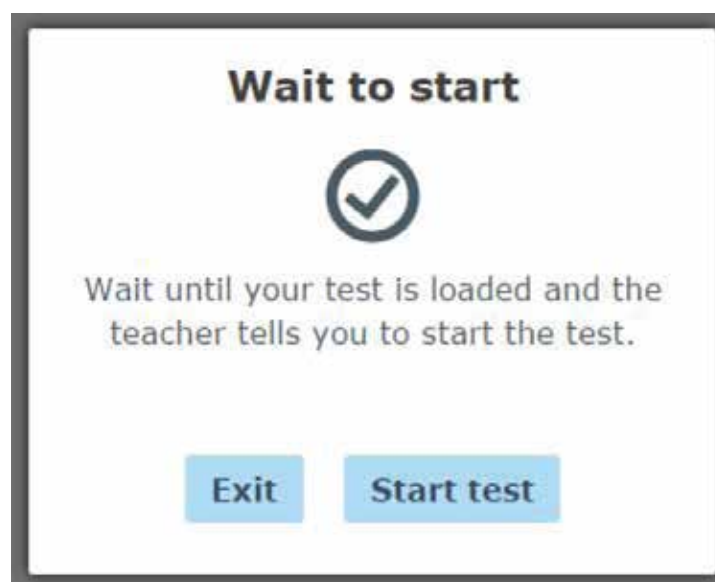 Wait to start
Wait until your test is loaded and the
teacher tells you to start the test.
Exit
Start test